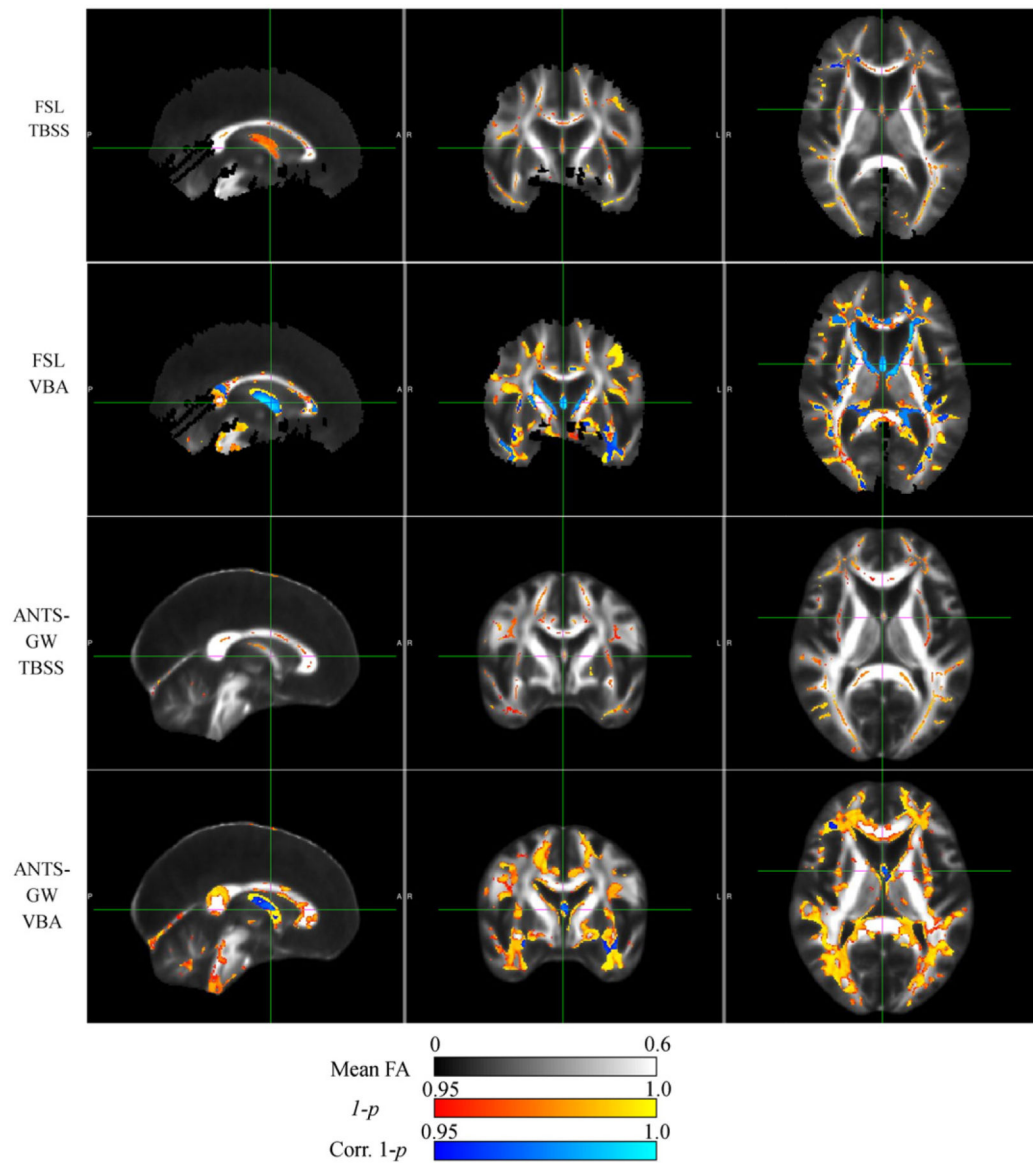 FSL
TBSS
P A R L R
FSL
VBA
P A R L R
ANTS-
GW
TBSS
P A R L R
ANTS-
GW
VBA
P A R L R
0 0.6
Mean FA
0.95 1.0
1-p
0.95 1.0
Corr. 1-p